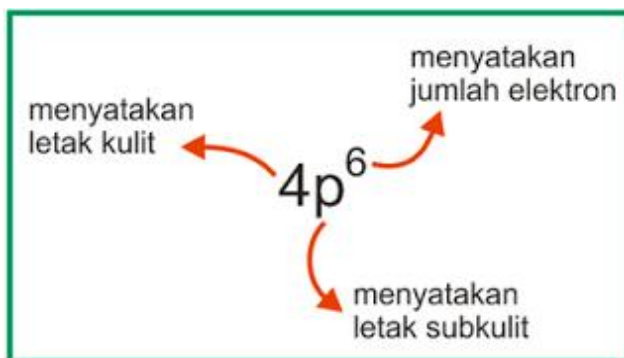 menyatakan
jumlah elektron
menyatakan
letak kulit
4p⁶
menyatakan
letak subkulit